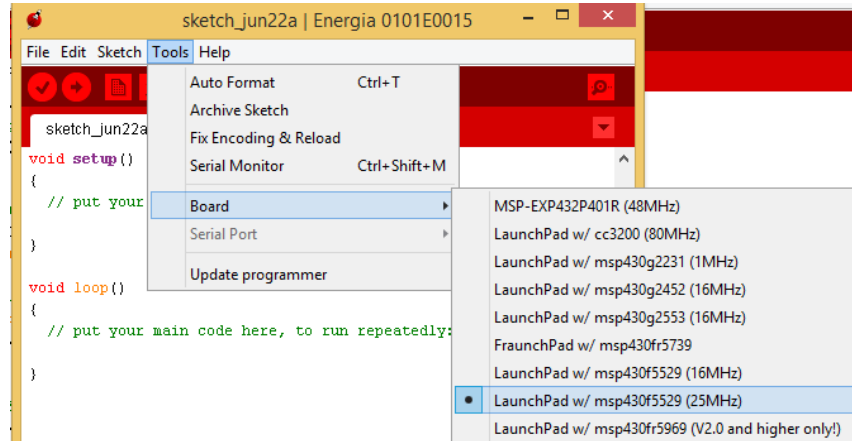 sketch_jun22a | Energia 0101E0015
File Edit Sketch Tools Help
Auto Format Ctrl+T
Archive Sketch
Fix Encoding & Reload
Serial Monitor Ctrl+Shift+M
Board
Serial Port
Update programmer
sketch_jun22a
void setup()
{
// put your
}
void loop()
{
// put your main code here, to run repeatedly:
}
MSP-EXP432P401R (48MHz)
LaunchPad w/ cc3200 (80MHz)
LaunchPad w/ msp430g2231 (1MHz)
LaunchPad w/ msp430g2452 (16MHz)
LaunchPad w/ msp430g2553 (16MHz)
FraunchPad w/ msp430fr5739
LaunchPad w/ msp430f5529 (16MHz)
LaunchPad w/ msp430f5529 (25MHz)
LaunchPad w/ msp430fr5969 (V2.0 and higher only!)